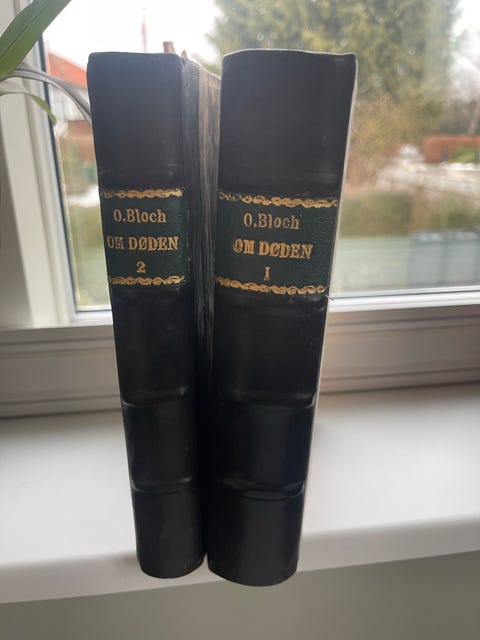 O.Bloch
OM DØDEN
2
O.Bloch
OM DØDEN
I